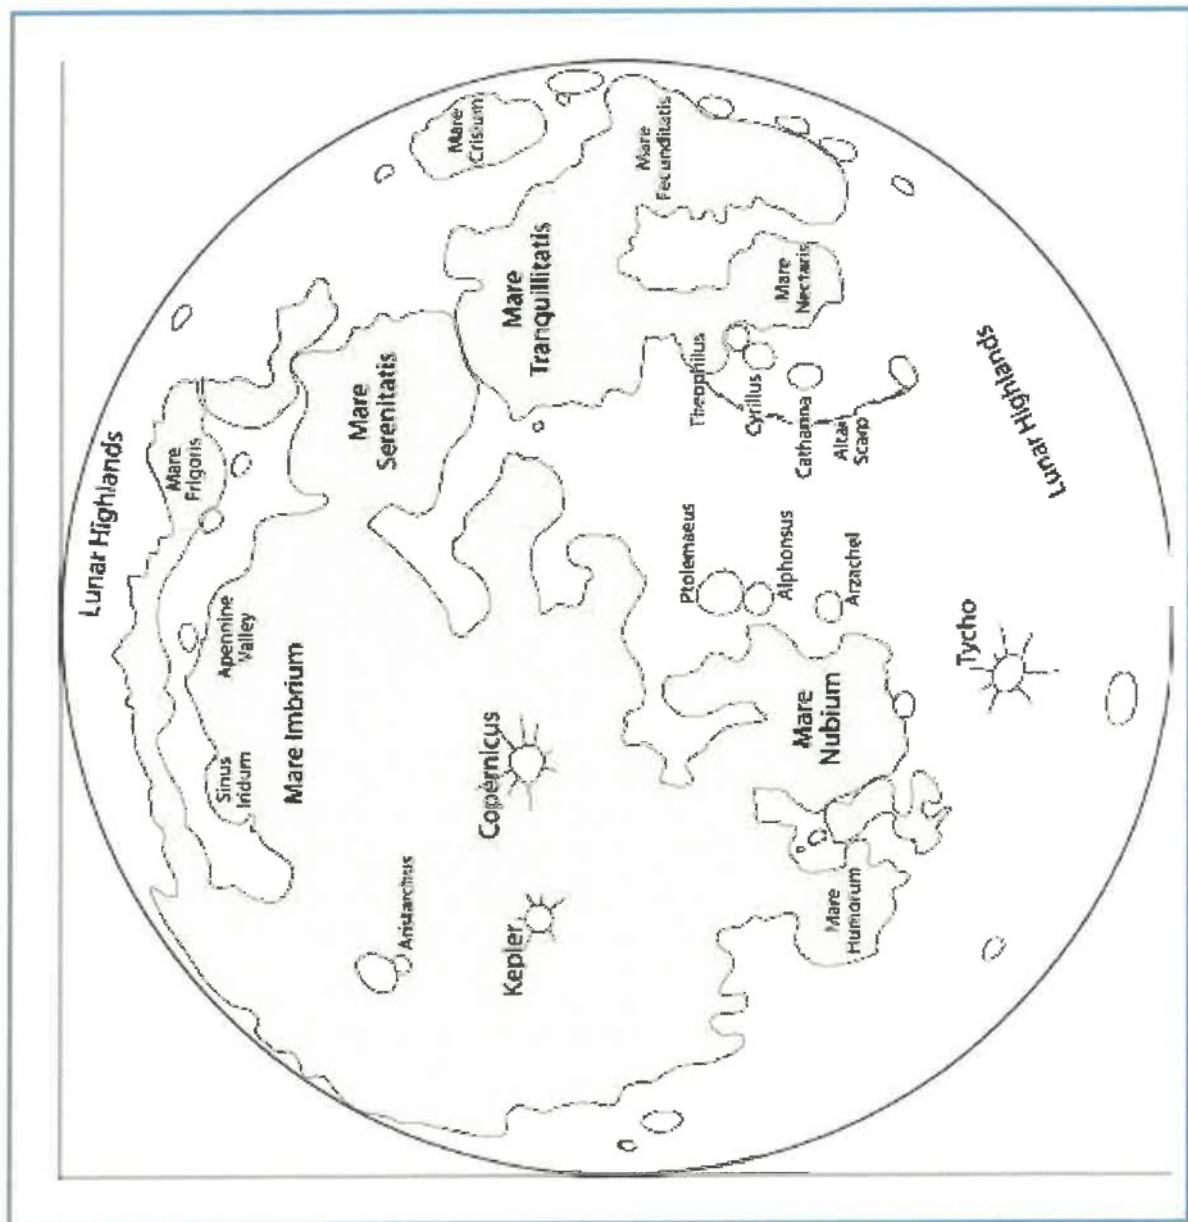 Lunar Highlands
Mare
Frigoris
Sinus
Iridum
Apennine
Valley
Mare Imbrium
Mare
Serenitatis
Aristarchus
Mare
Crisium
Copernicus
Kepler
Mare
Tranquillitatis
Mare
Fecunditatis
Ptolemaeus
Theophilus
Cyrillus
Alphonsus
Mare
Nectaris
Cathanna
Mare
Nubium
Mare
Humorum
Altai
Scarp
Arzachel
Tycho
Lunar Highlands